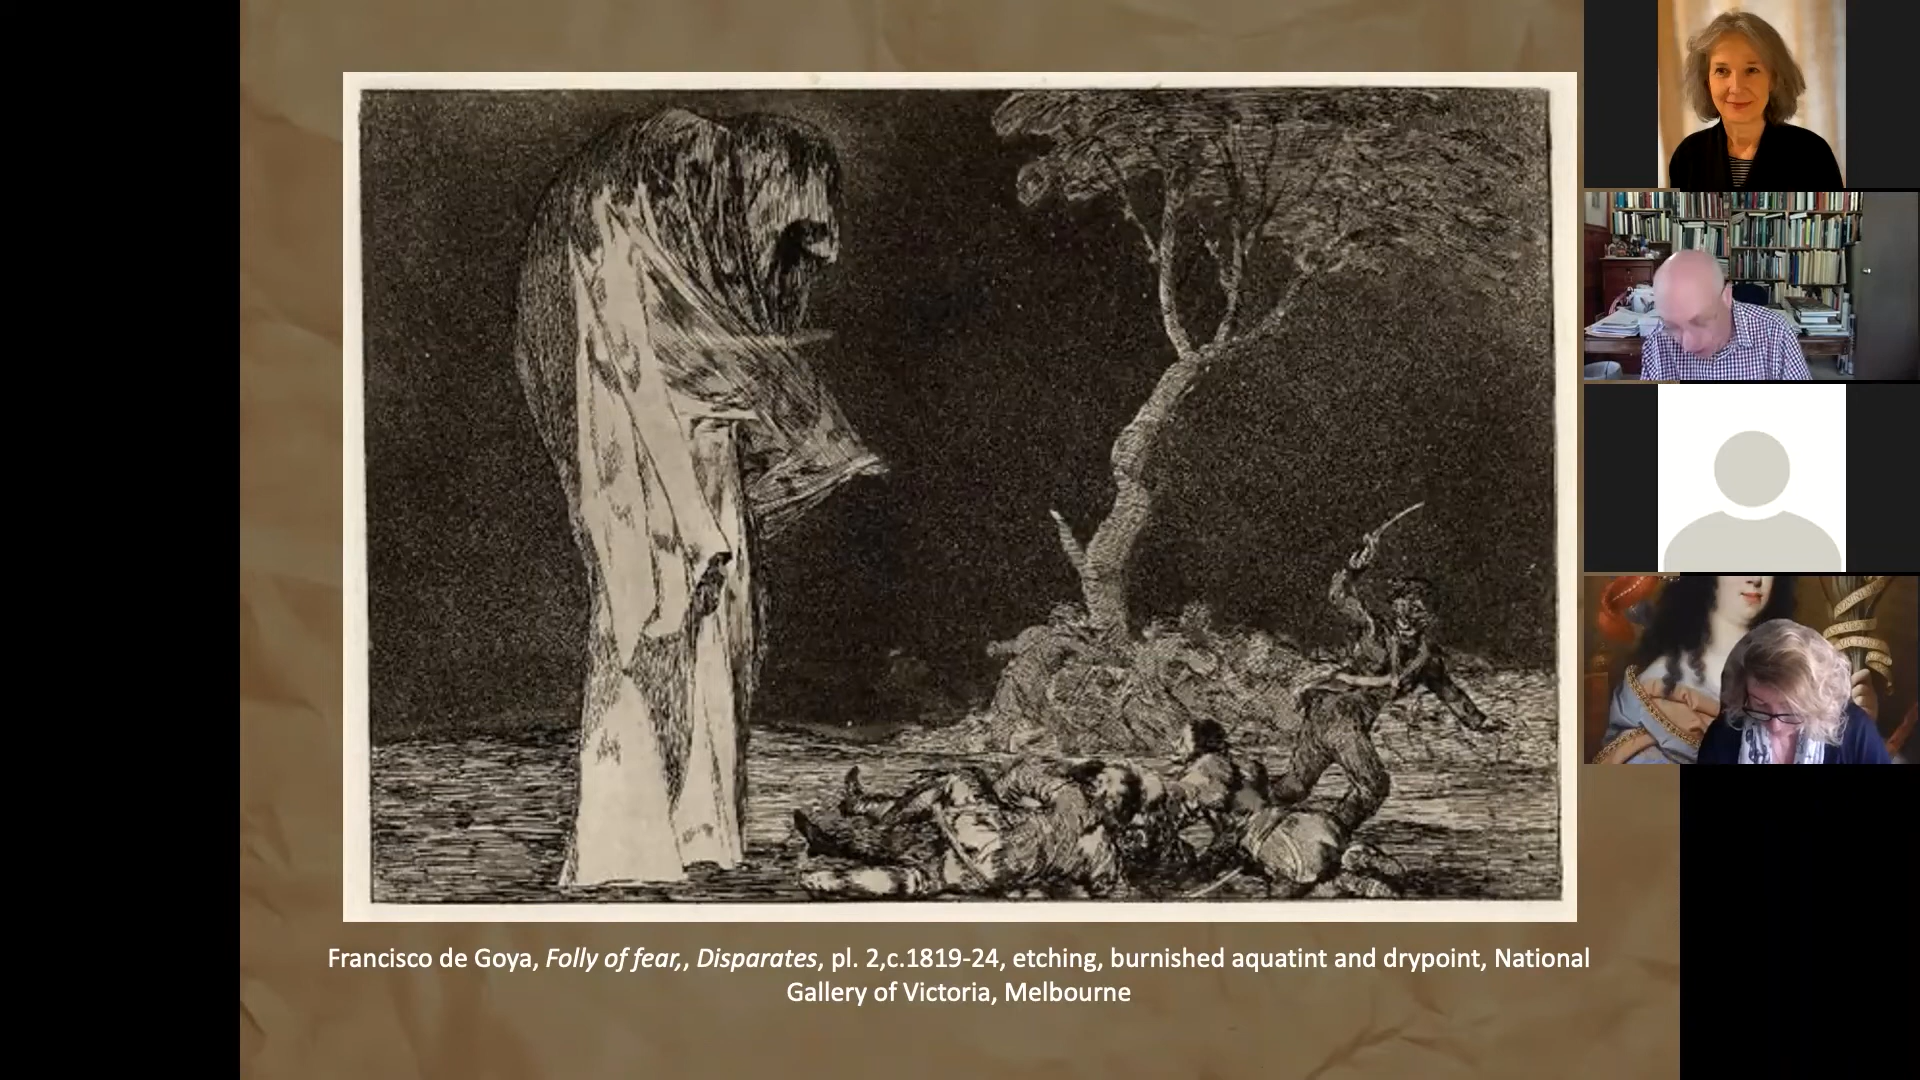 Francisco de Goya, Folly of fear,, Disparates, pl. 2,c.1819-24, etching, burnished aquatint and drypoint, National
Gallery of Victoria, Melbourne